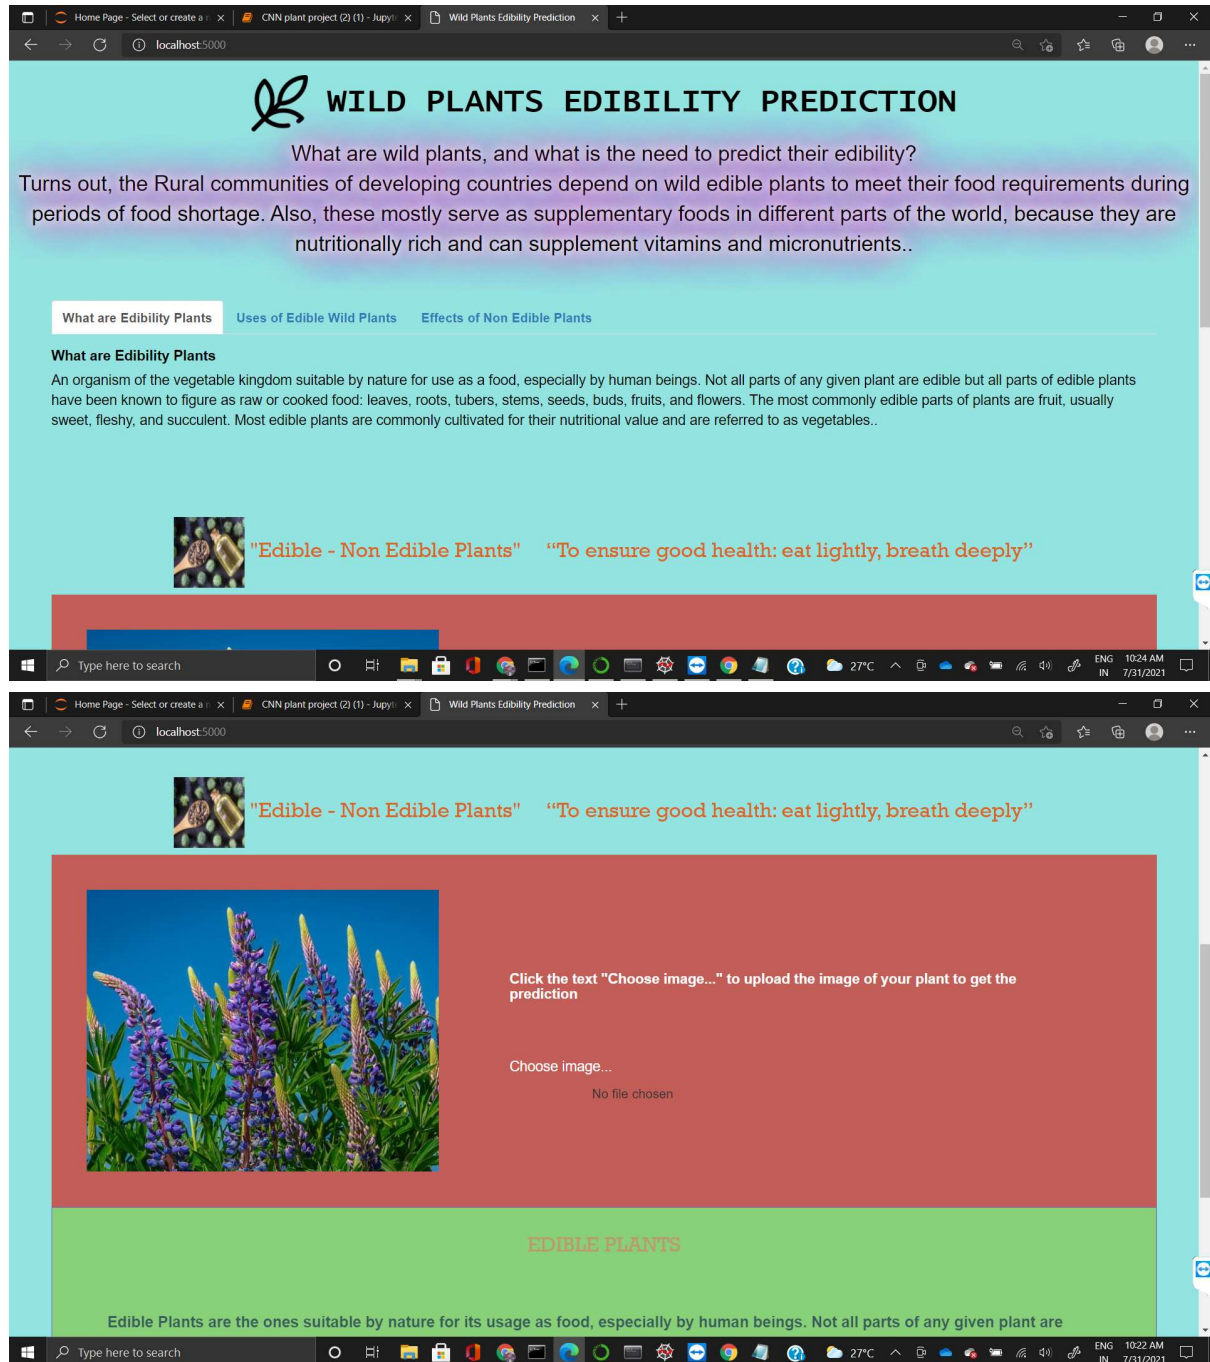 Home Page - Select or create a n
CNN plant project (2) (1) - Jupyt
Wild Plants Edibility Prediction
localhost:5000
WILD PLANTS EDIBILITY PREDICTION
What are wild plants, and what is the need to predict their edibility?
Turns out, the Rural communities of developing countries depend on wild edible plants to meet their food requirements during
periods of food shortage. Also, these mostly serve as supplementary foods in different parts of the world, because they are
nutritionally rich and can supplement vitamins and micronutrients..
What are Edibility Plants Uses of Edible Wild Plants Effects of Non Edible Plants
What are Edibility Plants
An organism of the vegetable kingdom suitable by nature for use as a food, especially by human beings. Not all parts of any given plant are edible but all parts of edible plants
have been known to figure as raw or cooked food: leaves, roots, tubers, stems, seeds, buds, fruits, and flowers. The most commonly edible parts of plants are fruit, usually
sweet, fleshy, and succulent. Most edible plants are commonly cultivated for their nutritional value and are referred to as vegetables..
"Edible - Non Edible Plants" “To ensure good health: eat lightly, breath deeply”
Type here to search
27°C
ENG 10:24 AM
IN 7/31/2021
Home Page - Select or create a n
CNN plant project (2) (1) - Jupyt
Wild Plants Edibility Prediction
localhost:5000
"Edible - Non Edible Plants" “To ensure good health: eat lightly, breath deeply”
Click the text "Choose image..." to upload the image of your plant to get the
prediction
Choose image...
No file chosen
EDIBLE PLANTS
Edible Plants are the ones suitable by nature for its usage as food, especially by human beings. Not all parts of any given plant are
Type here to search
27°C
ENG 10:22 AM
IN 7/31/2021